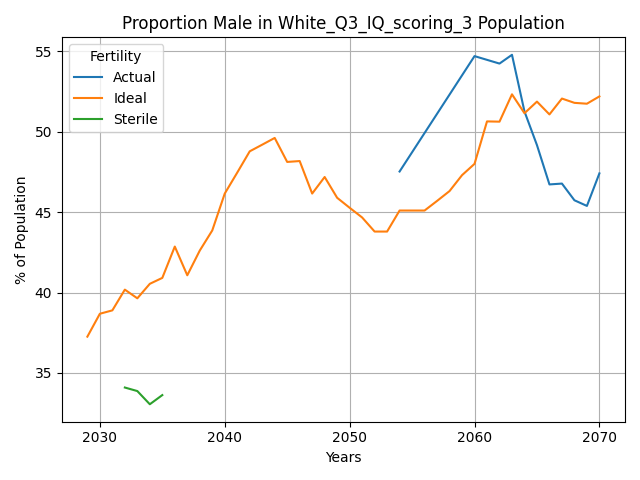 Proportion Male in White_Q3_IQ_scoring_3 Population
Fertility
Actual
Ideal
Sterile
% of Population
55
50
45
40
35
2030 2040 2050 2060 2070
Years